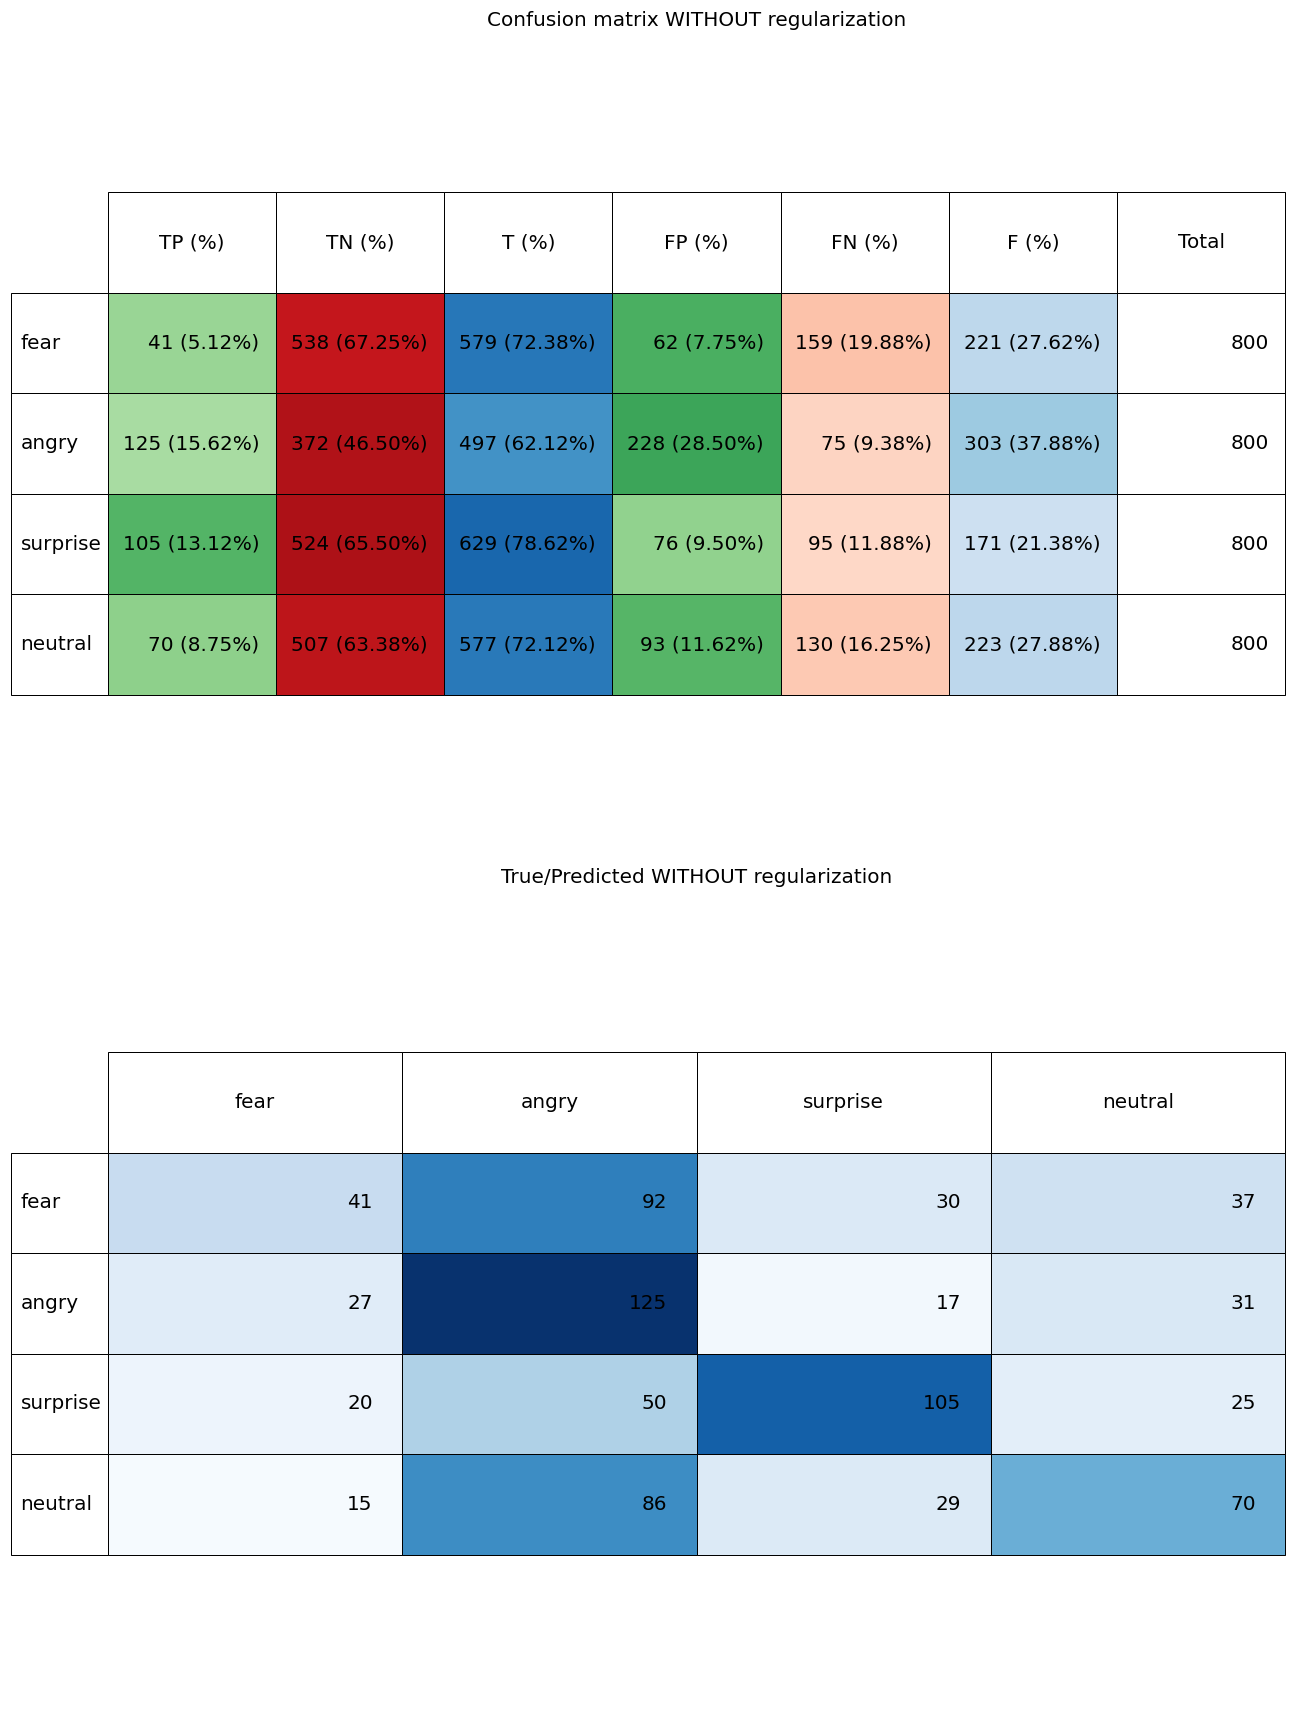 Confusion matrix WITHOUT regularization
TP (%) TN (%) T (%) FP (%) FN (%) F (%) Total
fear 41 (5.12%) 538 (67.25%) 579 (72.38%) 62 (7.75%) 159 (19.88%) 221 (27.62%) 800
angry 125 (15.62%) 372 (46.50%) 497 (62.12%) 228 (28.50%) 75 (9.38%) 303 (37.88%) 800
surprise 105 (13.12%) 524 (65.50%) 629 (78.62%) 76 (9.50%) 95 (11.88%) 171 (21.38%) 800
neutral 70 (8.75%) 507 (63.38%) 577 (72.12%) 93 (11.62%) 130 (16.25%) 223 (27.88%) 800
True/Predicted WITHOUT regularization
fear angry surprise neutral
fear 41 92 30 37
angry 27 125 17 31
surprise 20 50 105 25
neutral 15 86 29 70